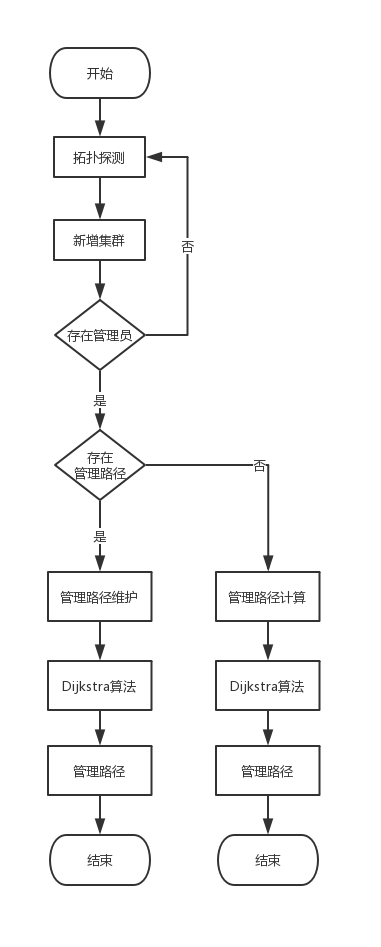 开始
拓扑探测
新增集群
否
存在管理员
是
存在
管理路径
否
是
管理路径维护
管理路径计算
Dijkstra算法
Dijkstra算法
管理路径
管理路径
结束
结束